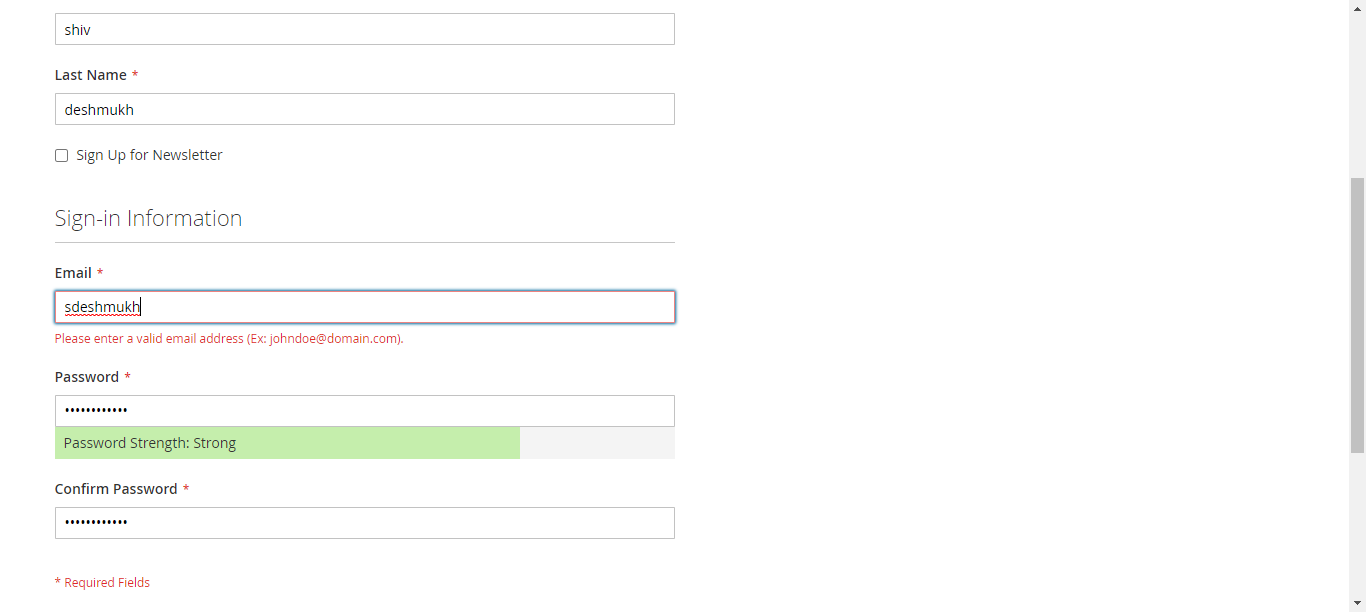 shiv
Last Name *
deshmukh
Sign Up for Newsletter
Sign-in Information
Email *
sdeshmukh
Please enter a valid email address (Ex: johndoe@domain.com).
Password *
••••••••••••
Password Strength: Strong
Confirm Password *
••••••••••••
* Required Fields